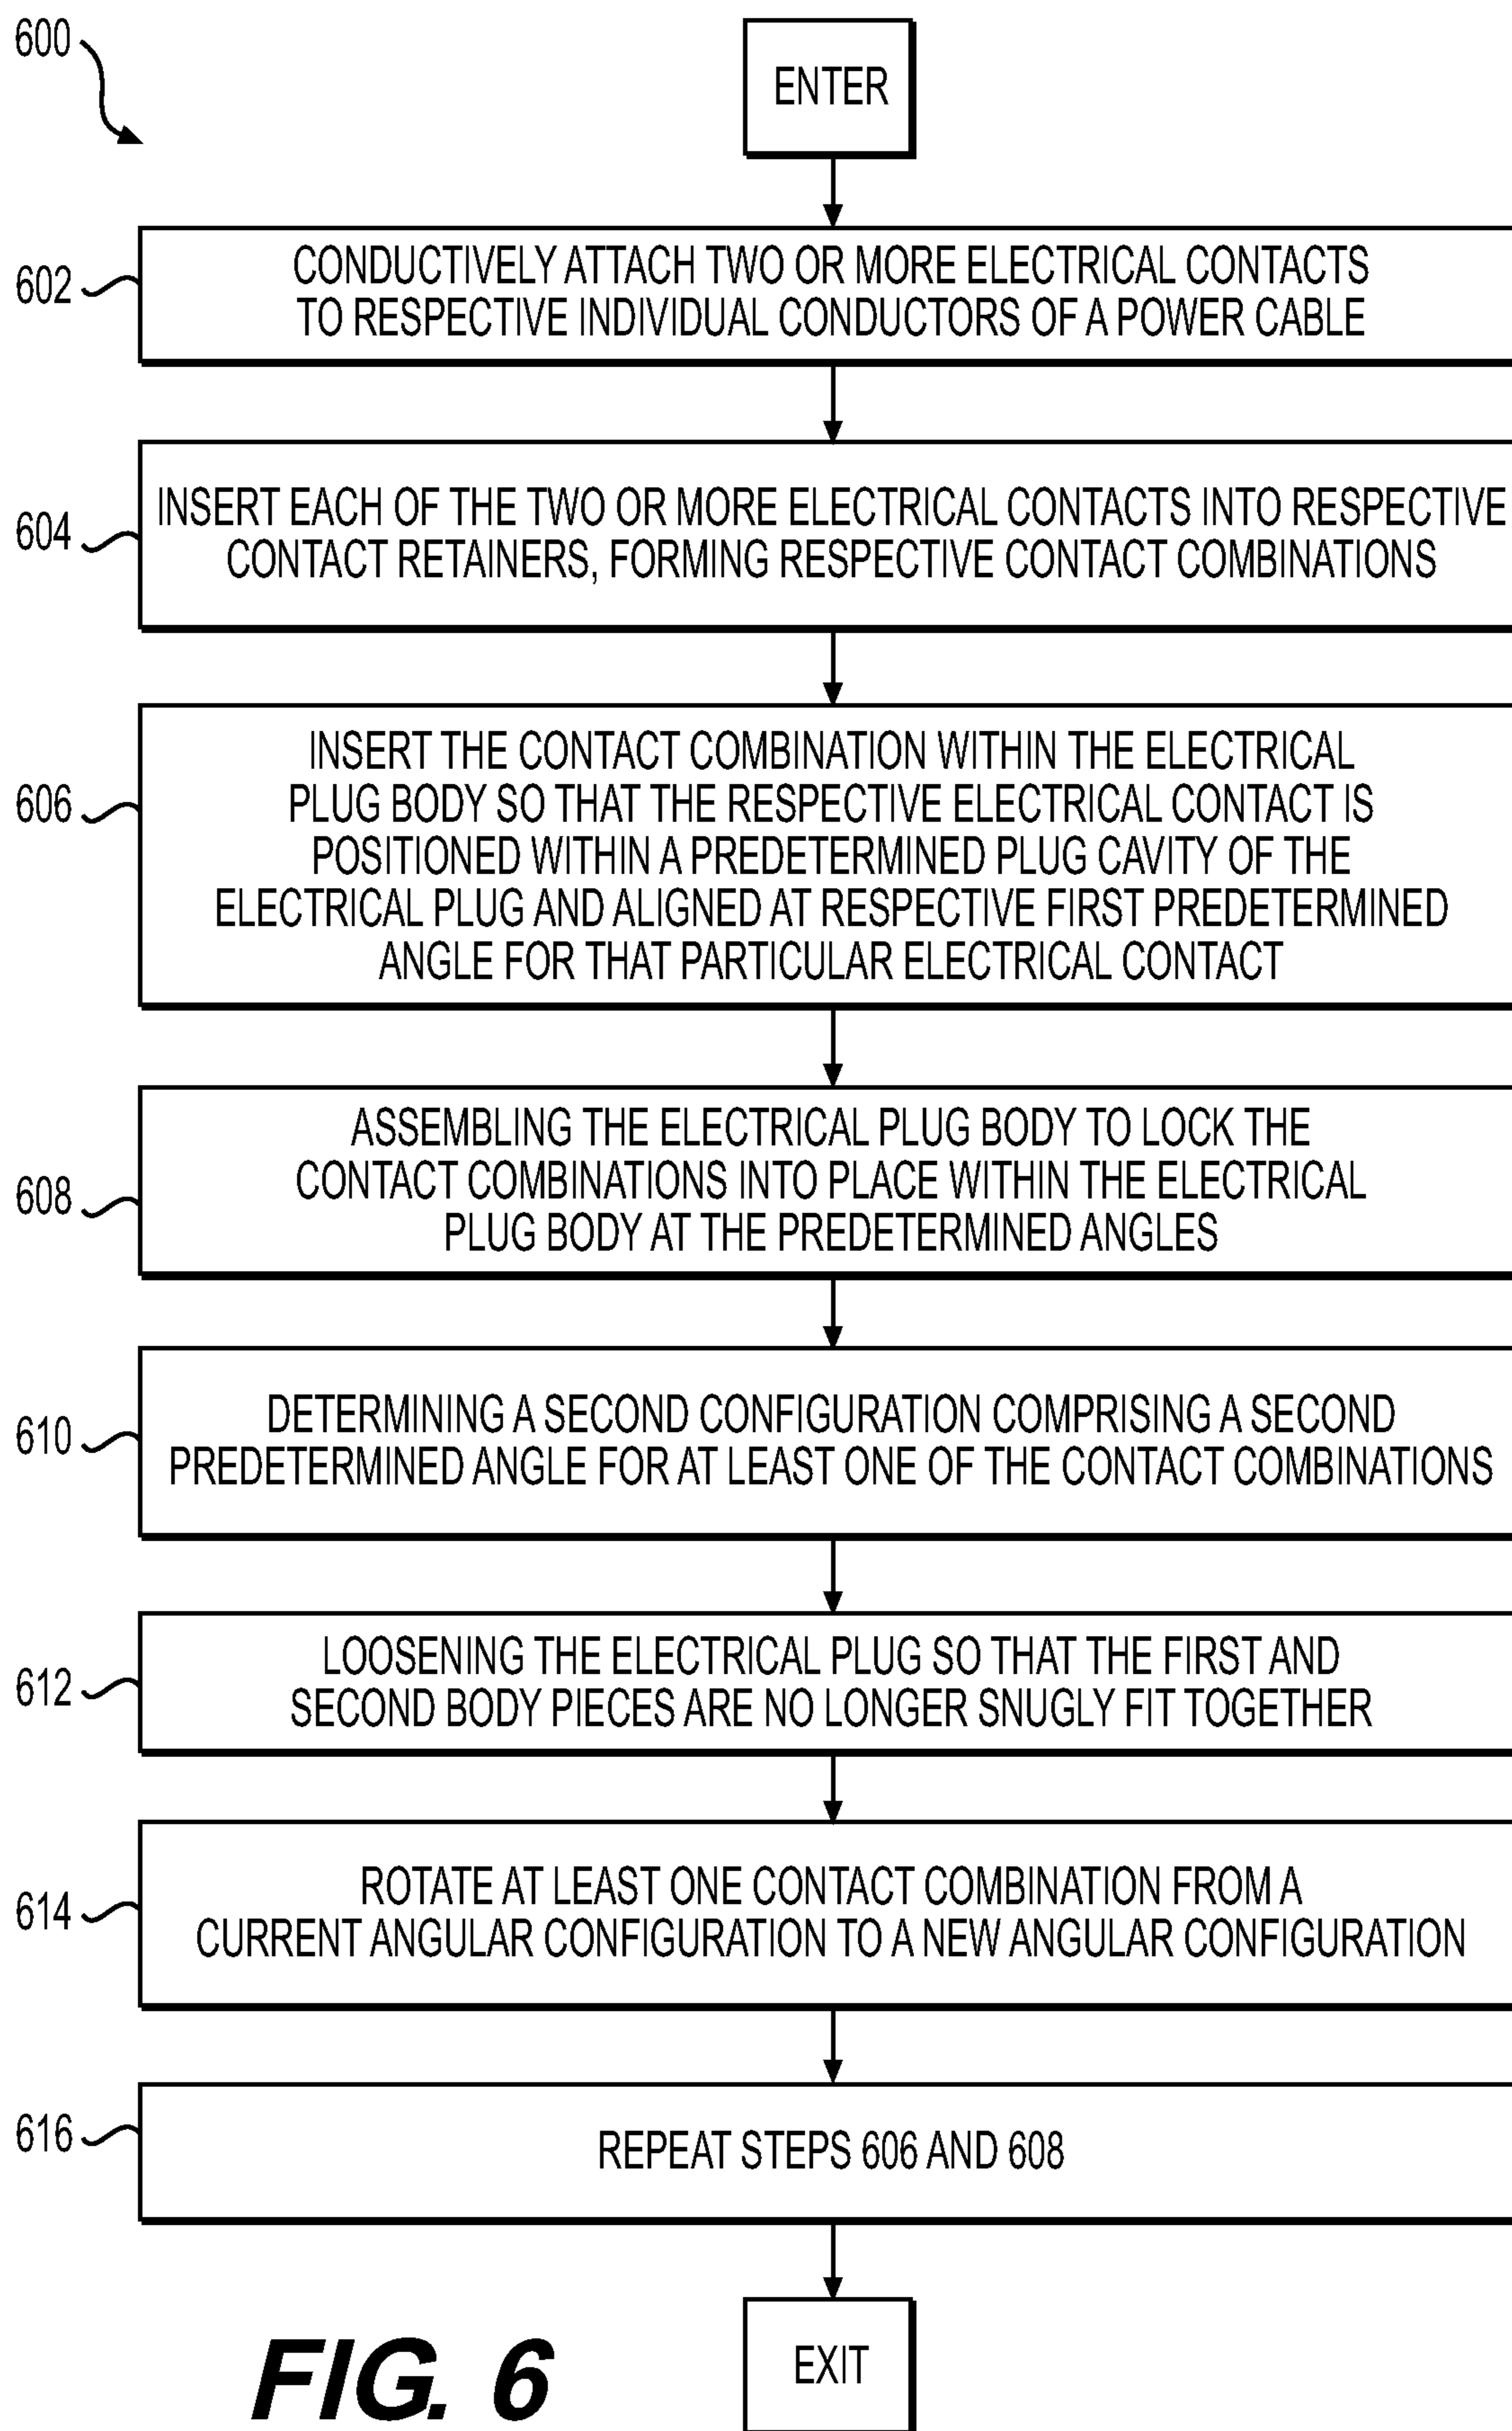 600
ENTER
602
CONDUCTIVELY ATTACH TWO OR MORE ELECTRICAL CONTACTS
TO RESPECTIVE INDIVIDUAL CONDUCTORS OF A POWER CABLE
604
INSERT EACH OF THE TWO OR MORE ELECTRICAL CONTACTS INTO RESPECTIVE
CONTACT RETAINERS, FORMING RESPECTIVE CONTACT COMBINATIONS
606
INSERT THE CONTACT COMBINATION WITHIN THE ELECTRICAL
PLUG BODY SO THAT THE RESPECTIVE ELECTRICAL CONTACT IS
POSITIONED WITHIN A PREDETERMINED PLUG CAVITY OF THE
ELECTRICAL PLUG AND ALIGNED AT RESPECTIVE FIRST PREDETERMINED
ANGLE FOR THAT PARTICULAR ELECTRICAL CONTACT
608
ASSEMBLING THE ELECTRICAL PLUG BODY TO LOCK THE
CONTACT COMBINATIONS INTO PLACE WITHIN THE ELECTRICAL
PLUG BODY AT THE PREDETERMINED ANGLES
610
DETERMINING A SECOND CONFIGURATION COMPRISING A SECOND
PREDETERMINED ANGLE FOR AT LEAST ONE OF THE CONTACT COMBINATIONS
612
LOOSENING THE ELECTRICAL PLUG SO THAT THE FIRST AND
SECOND BODY PIECES ARE NO LONGER SNUGLY FIT TOGETHER
614
ROTATE AT LEAST ONE CONTACT COMBINATION FROM A
CURRENT ANGULAR CONFIGURATION TO A NEW ANGULAR CONFIGURATION
616
REPEAT STEPS 606 AND 608
EXIT
FIG. 6